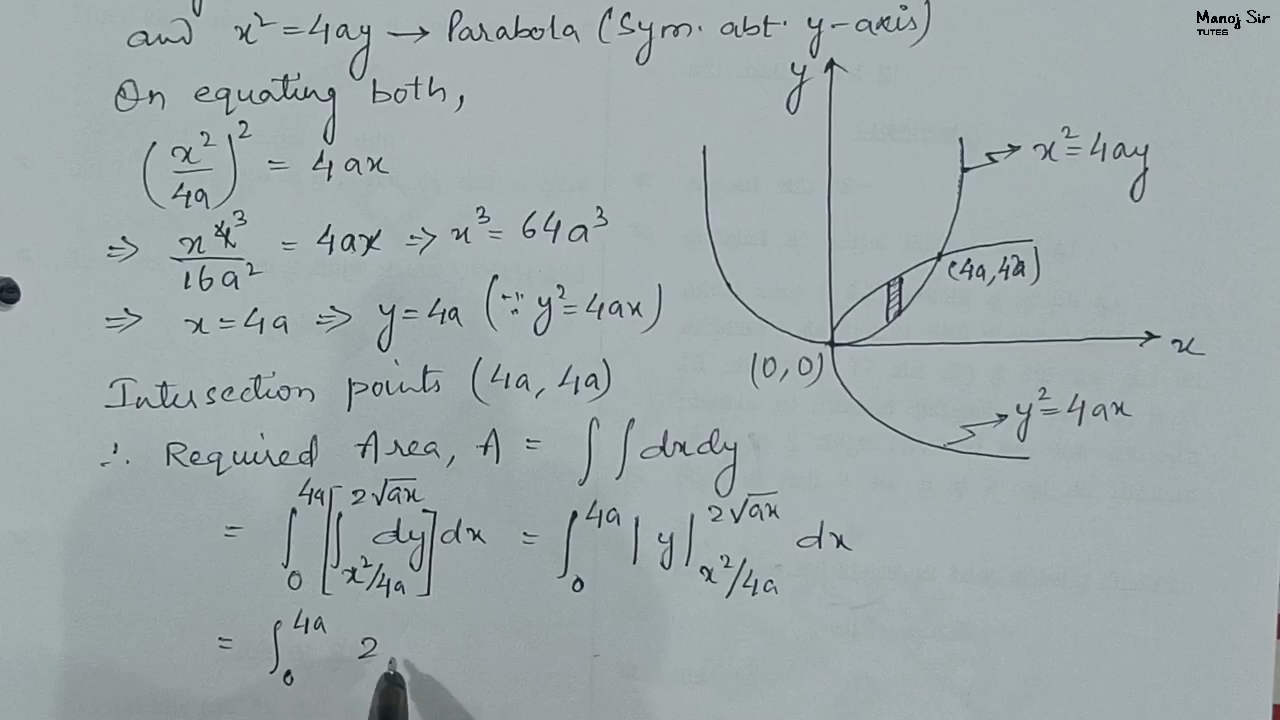 Manoj Sir
TUTES
and x² = 4ay → Parabola (Sym. abt. y-axis)
On equating both,
(x²/4a)² = 4ax
⇒ x⁴³/16a² = 4ax ⇒ x³ = 64a³
⇒ x = 4a ⇒ y = 4a (∵ y² = 4ax)
Intersection points (4a, 4a)
∴ Required Area, A = ∫∫ dxdy
= ∫₀^4a [∫_{x²/4a}^{2√ax} dy] dx = ∫₀^4a |y|_{x²/4a}^{2√ax} dx
= ∫₀^4a 2
y
x² = 4ay
(4a, 4a)
x
(0, 0)
y² = 4ax